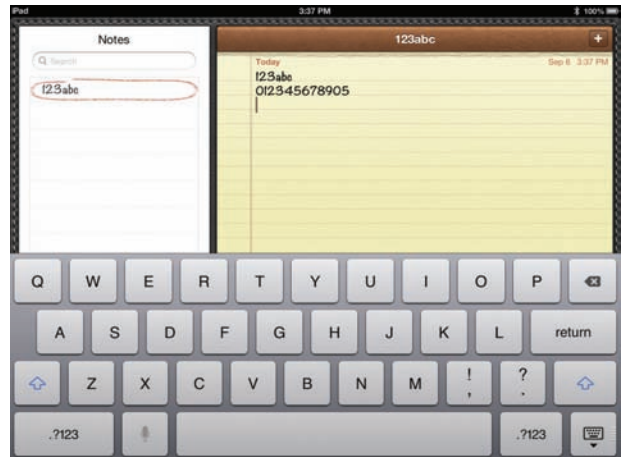 iPad 3:37 PM 100%
Notes 123abc +
Search
Today Sep 6 3:37 PM
123abc
123abc
012345678905
Q W E R T Y U I O P
A S D F G H J K L return
Z X C V B N M ! , ? .
.?123 .?123